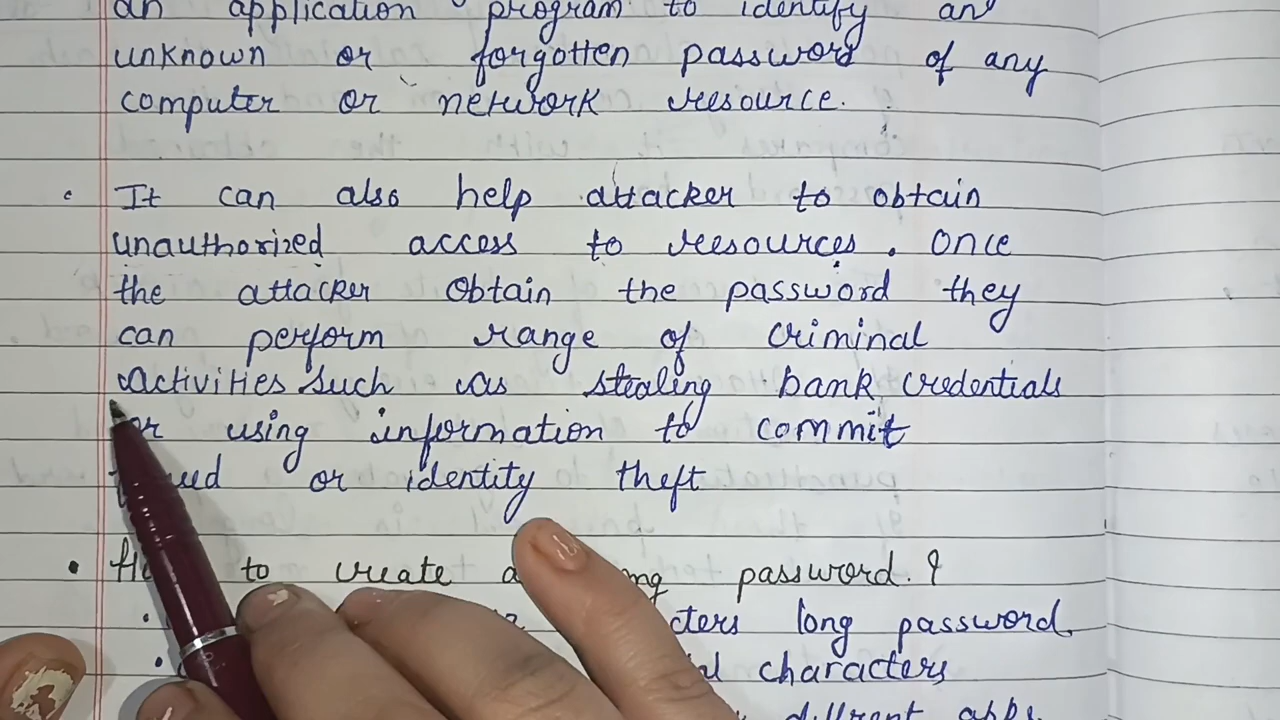 an application program to identify an
unknown or forgotten password of any
computer or network resource.
It can also help attacker to obtain
unauthorized access to resources. Once
the attacker obtain the password they
can perform range of criminal
activities such as stealing bank credentials
or using information to commit
or identity theft
to create a password. ?
long password.
characters
different apps.